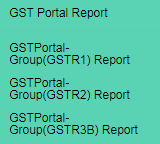 GST Portal Report
GSTPortal-
Group(GSTR1) Report
GSTPortal-
Group(GSTR2) Report
GSTPortal-
Group(GSTR3B) Report